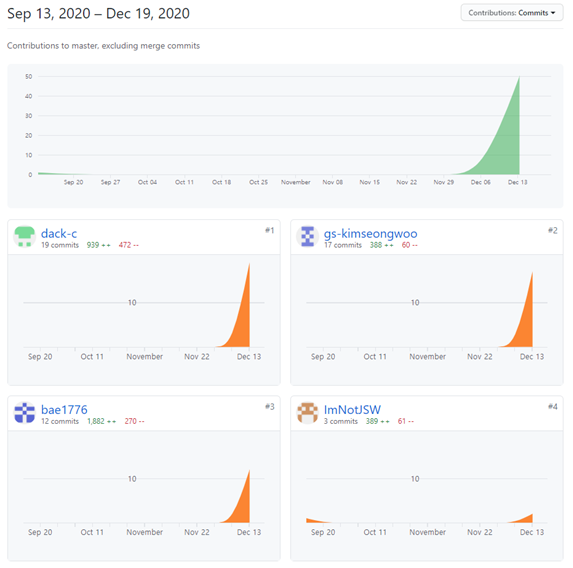 Sep 13, 2020 – Dec 19, 2020
Contributions: Commits
Contributions to master, excluding merge commits
50
40
30
20
10
0
Sep 20 Sep 27 Oct 04 Oct 11 Oct 18 Oct 25 November Nov 08 Nov 15 Nov 22 Nov 29 Dec 06 Dec 13
dack-c #1
19 commits 939 ++ 472 --
10
Sep 20 Oct 11 November Nov 22 Dec 13
gs-kimseongwoo #2
17 commits 388 ++ 60 --
10
Sep 20 Oct 11 November Nov 22 Dec 13
bae1776 #3
12 commits 1,882 ++ 270 --
10
Sep 20 Oct 11 November Nov 22 Dec 13
ImNotJSW #4
3 commits 389 ++ 61 --
10
Sep 20 Oct 11 November Nov 22 Dec 13